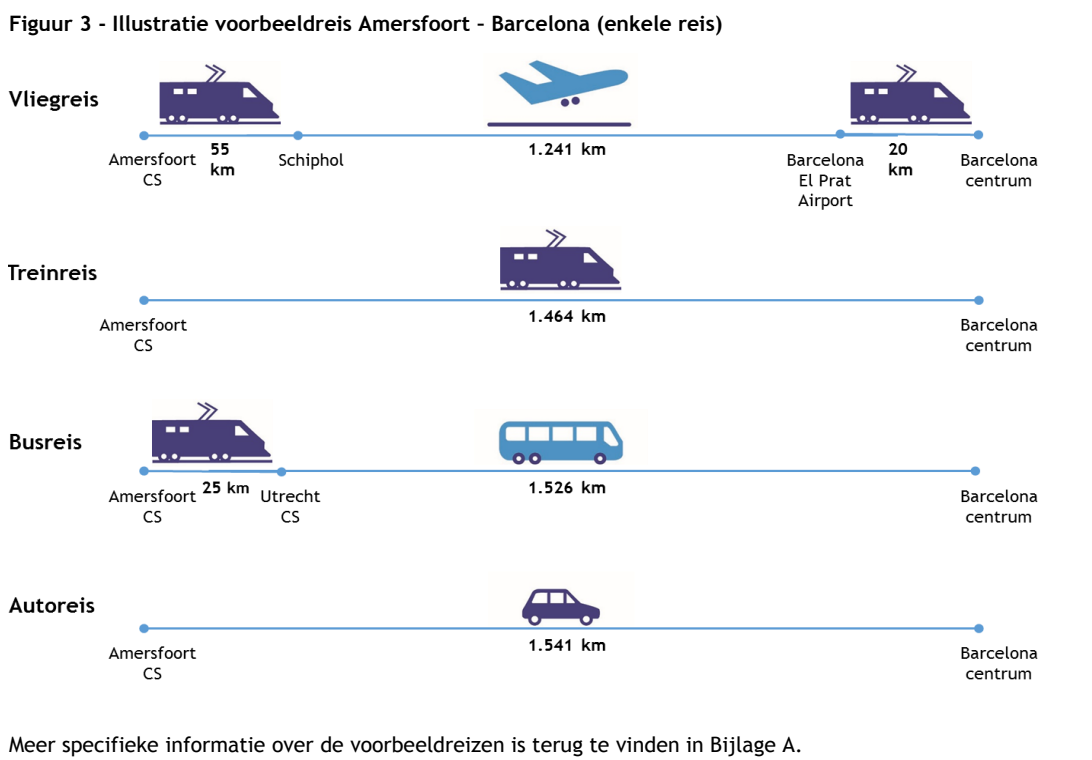 Figuur 3 - Illustratie voorbeeldreis Amersfoort – Barcelona (enkele reis)
Vliegreis
Amersfoort
CS
55
km
Schiphol
1.241 km
Barcelona
El Prat
Airport
20
km
Barcelona
centrum
Treinreis
Amersfoort
CS
1.464 km
Barcelona
centrum
Busreis
Amersfoort
CS
25 km
Utrecht
CS
1.526 km
Barcelona
centrum
Autoreis
Amersfoort
CS
1.541 km
Barcelona
centrum
Meer specifieke informatie over de voorbeeldreizen is terug te vinden in Bijlage A.